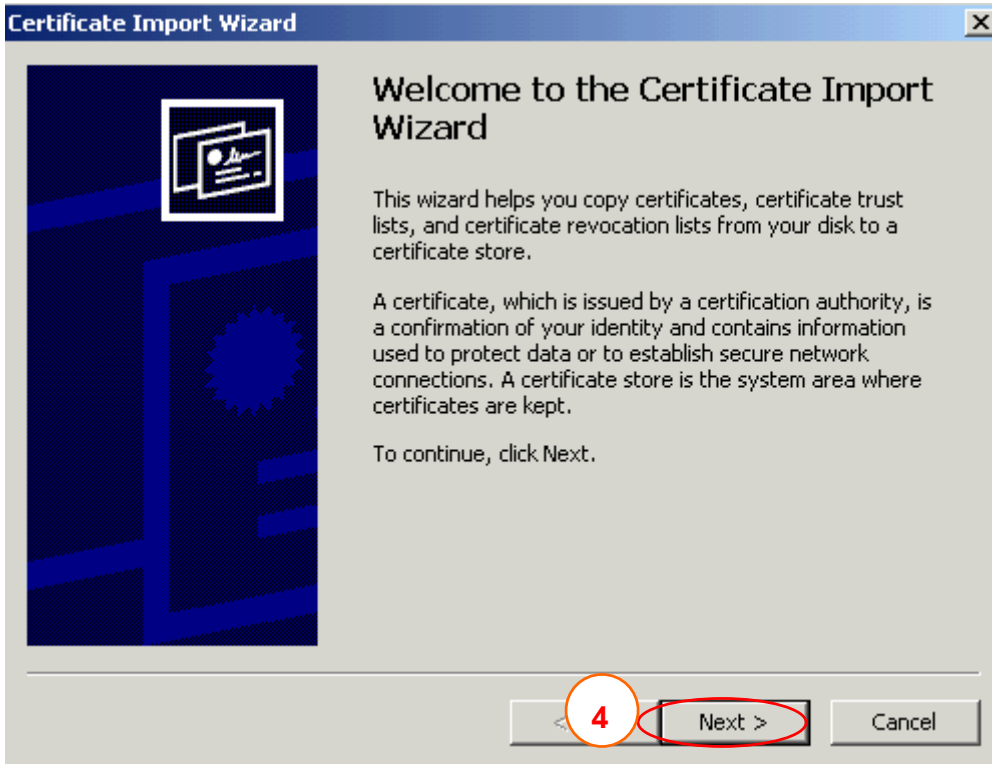 Certificate Import Wizard
Welcome to the Certificate Import
Wizard
This wizard helps you copy certificates, certificate trust
lists, and certificate revocation lists from your disk to a
certificate store.
A certificate, which is issued by a certification authority, is
a confirmation of your identity and contains information
used to protect data or to establish secure network
connections. A certificate store is the system area where
certificates are kept.
To continue, click Next.
< 4 Next > Cancel